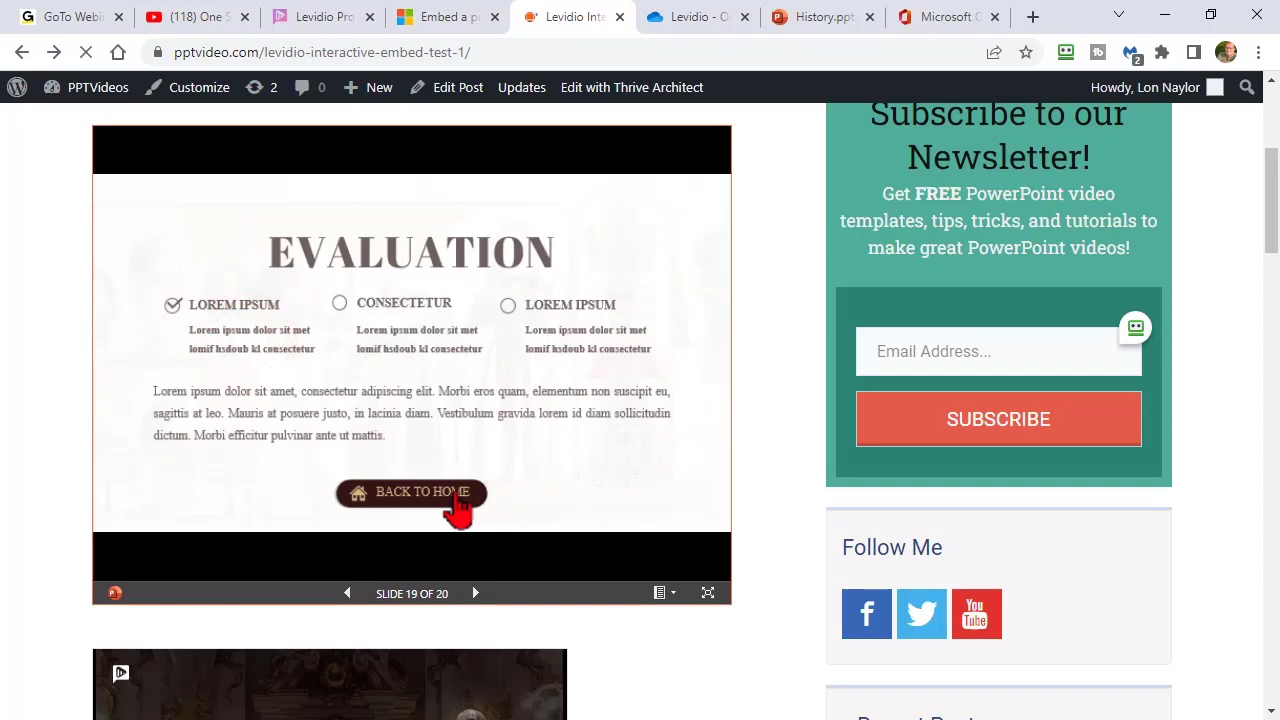 GoTo Web
(118) One S
Levidio Pro
Embed a p
Levidio Inte
Levidio - O
History.ppt
Microsoft C
pptvideo.com/levidio-interactive-embed-test-1/
2
PPTVideos
Customize
2
0
New
Edit Post
Updates
Edit with Thrive Architect
Howdy, Lon Naylor
Subscribe to our
Newsletter!
Get FREE PowerPoint video
templates, tips, tricks, and tutorials to
make great PowerPoint videos!
Email Address...
SUBSCRIBE
EVALUATION
LOREM IPSUM
Lorem ipsum dolor sit met
lomif hsdoub kl consectetur
CONSECTETUR
Lorem ipsum dolor sit met
lomif hsdoub kl consectetur
LOREM IPSUM
Lorem ipsum dolor sit met
lomif hsdoub kl consectetur
Lorem ipsum dolor sit amet, consectetur adipiscing elit. Morbi eros quam, elementum non suscipit eu,
sagittis at leo. Mauris at posuere justo, in lacinia diam. Vestibulum gravida lorem id diam sollicitudin
dictum. Morbi efficitur pulvinar ante ut mattis.
BACK TO HOME
SLIDE 19 OF 20
Follow Me
You
Tube